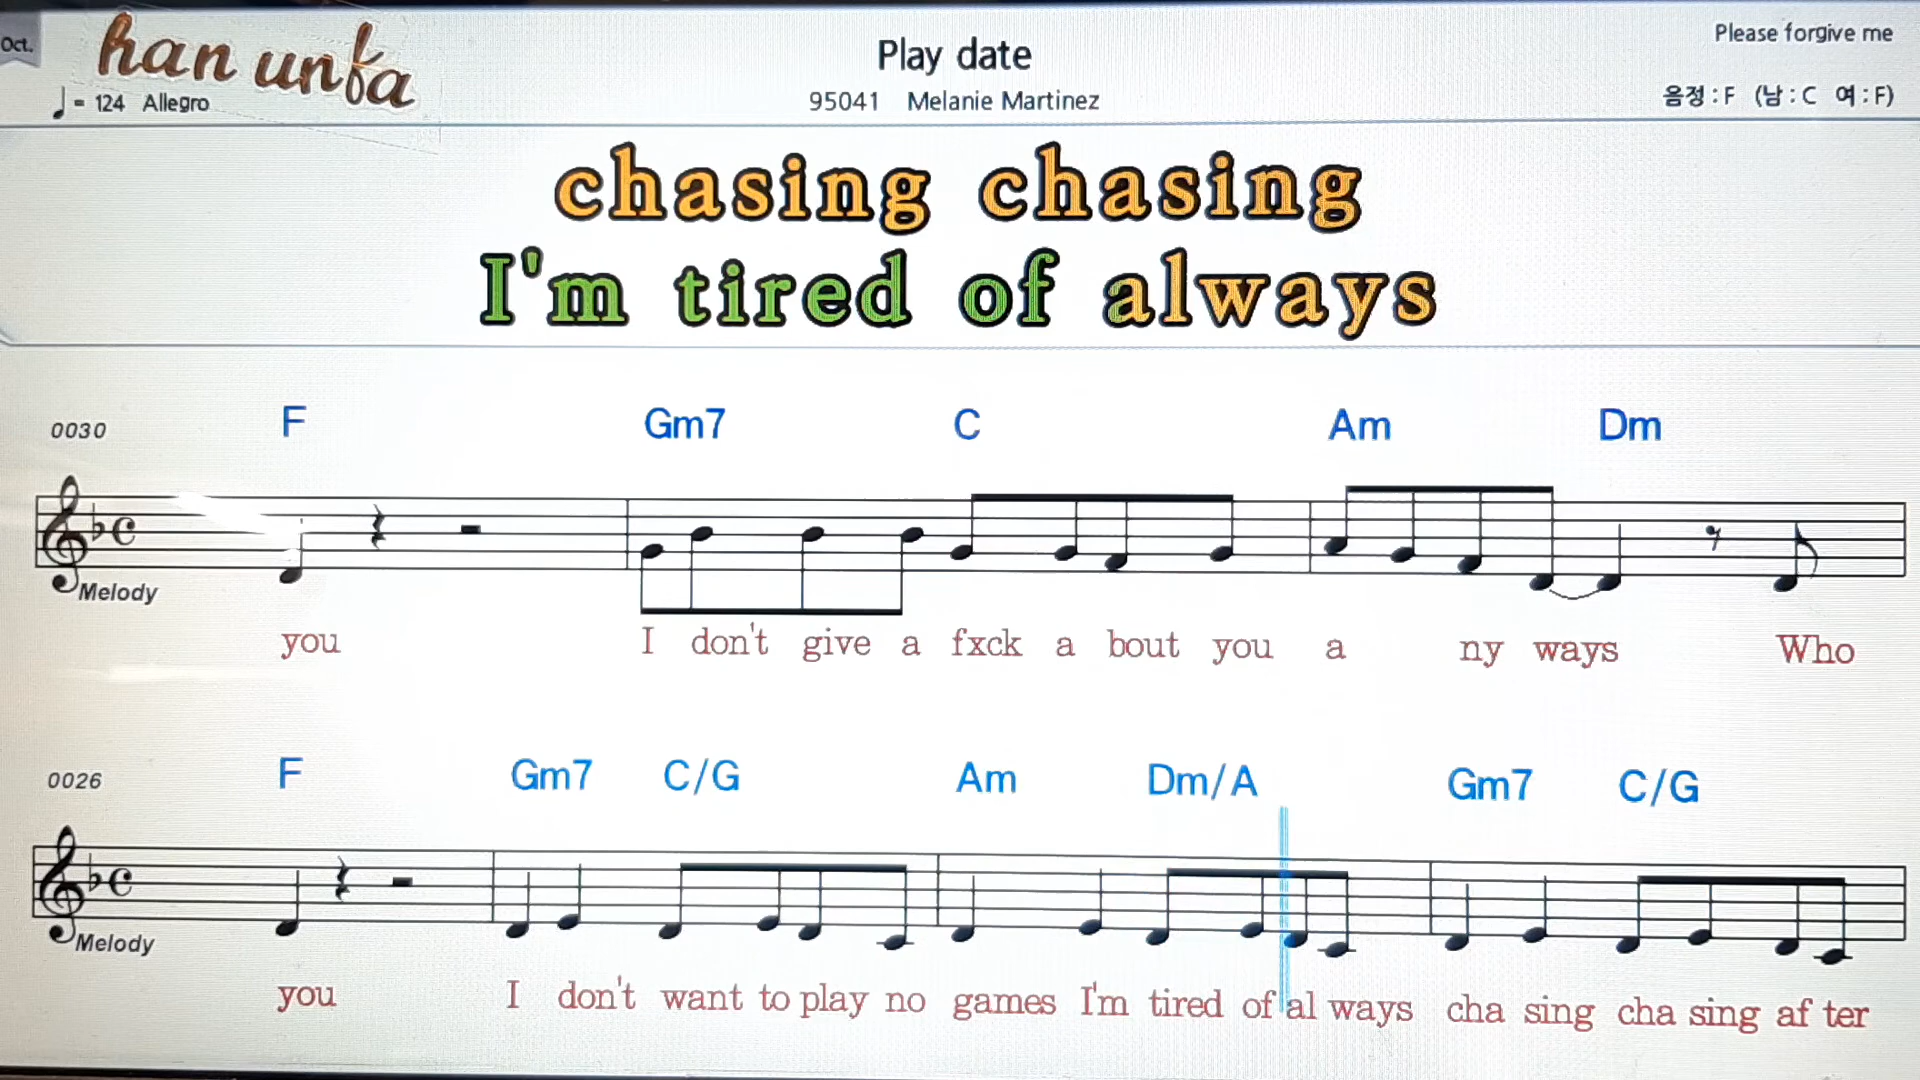 Oct.
han unfa
Play date
Please forgive me
= 124 Allegro
95041 Melanie Martinez
음정 : F (남 : C 여 : F)
chasing chasing
I'm tired of always
0030 F Gm7 C Am Dm
Melody
you I don't give a fxck a bout you a ny ways Who
0026 F Gm7 C/G Am Dm/A Gm7 C/G
Melody
you I don't want to play no games I'm tired of al ways cha sing cha sing af ter